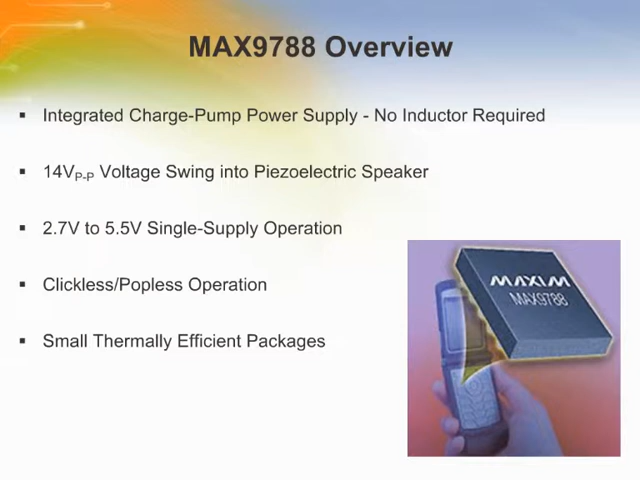 MAX9788 Overview
▪ Integrated Charge-Pump Power Supply - No Inductor Required
▪ 14VP-P Voltage Swing into Piezoelectric Speaker
▪ 2.7V to 5.5V Single-Supply Operation
▪ Clickless/Popless Operation
▪ Small Thermally Efficient Packages
MAXIM
MAX9788